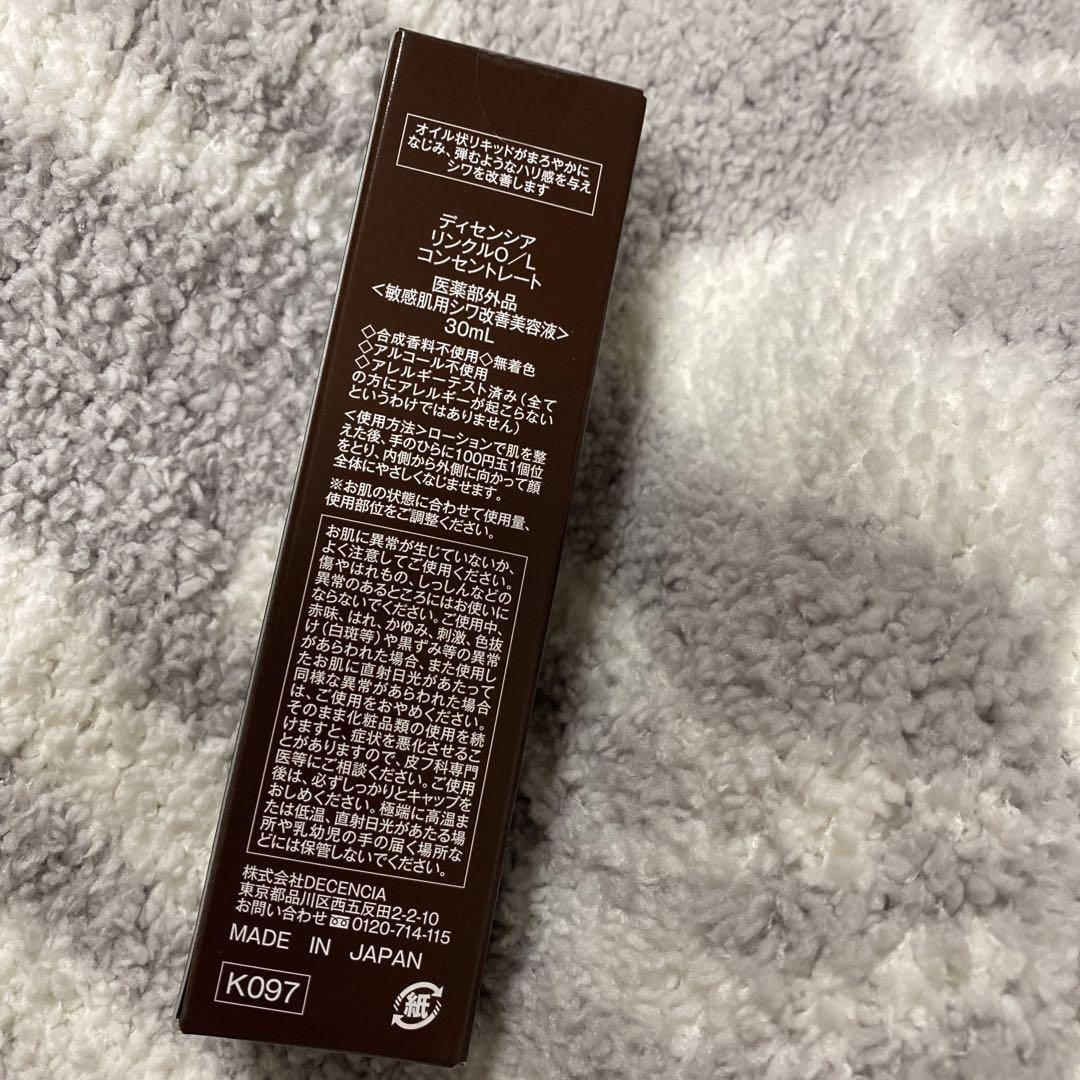 オイル状リキッドがまろやかに
なじみ、弾むようなハリ感を与え
シワを改善します
ディセンシア
リンクルO/L
コンセントレート
医薬部外品
<敏感肌用シワ改善美容液>
30mL
◇合成香料不使用◇無着色
◇アルコール不使用
◇アレルギーテスト済み(全て
の方にアレルギーが起こらない
というわけではありません)
<使用方法>ローションで肌を整
えた後、手のひらに100円玉1個位
をとり、内側から外側に向かって顔
全体にやさしくなじませます。
※お肌の状態に合わせて使用量、
使用部位をご調整ください。
お肌に異常が生じていないか、
よく注意してご使用ください。
傷やはれもの、しっしんなどの
異常のあるところにはお使いに
ならないでください。ご使用中、
赤味、はれ、かゆみ、刺激、色抜
け(白斑等)や黒ずみ等の異常
があらわれた場合、また使用し
たお肌に直射日光があたって
同様な異常があらわれた場合
は、ご使用をおやめください。
そのまま化粧品類の使用を続
けますと、症状を悪化させるこ
とがありますので、皮フ科専門
医等にご相談ください。ご使用
後は、必ずしっかりとキャップを
おしめください。極端に高温ま
たは低温、直射日光があたる場
所や乳幼児の手の届く場所な
どには保管しないでください。
株式会社DECENCIA
東京都品川区西五反田2-2-10
お問い合わせ 0120-714-115
MADE IN JAPAN
K097
紙